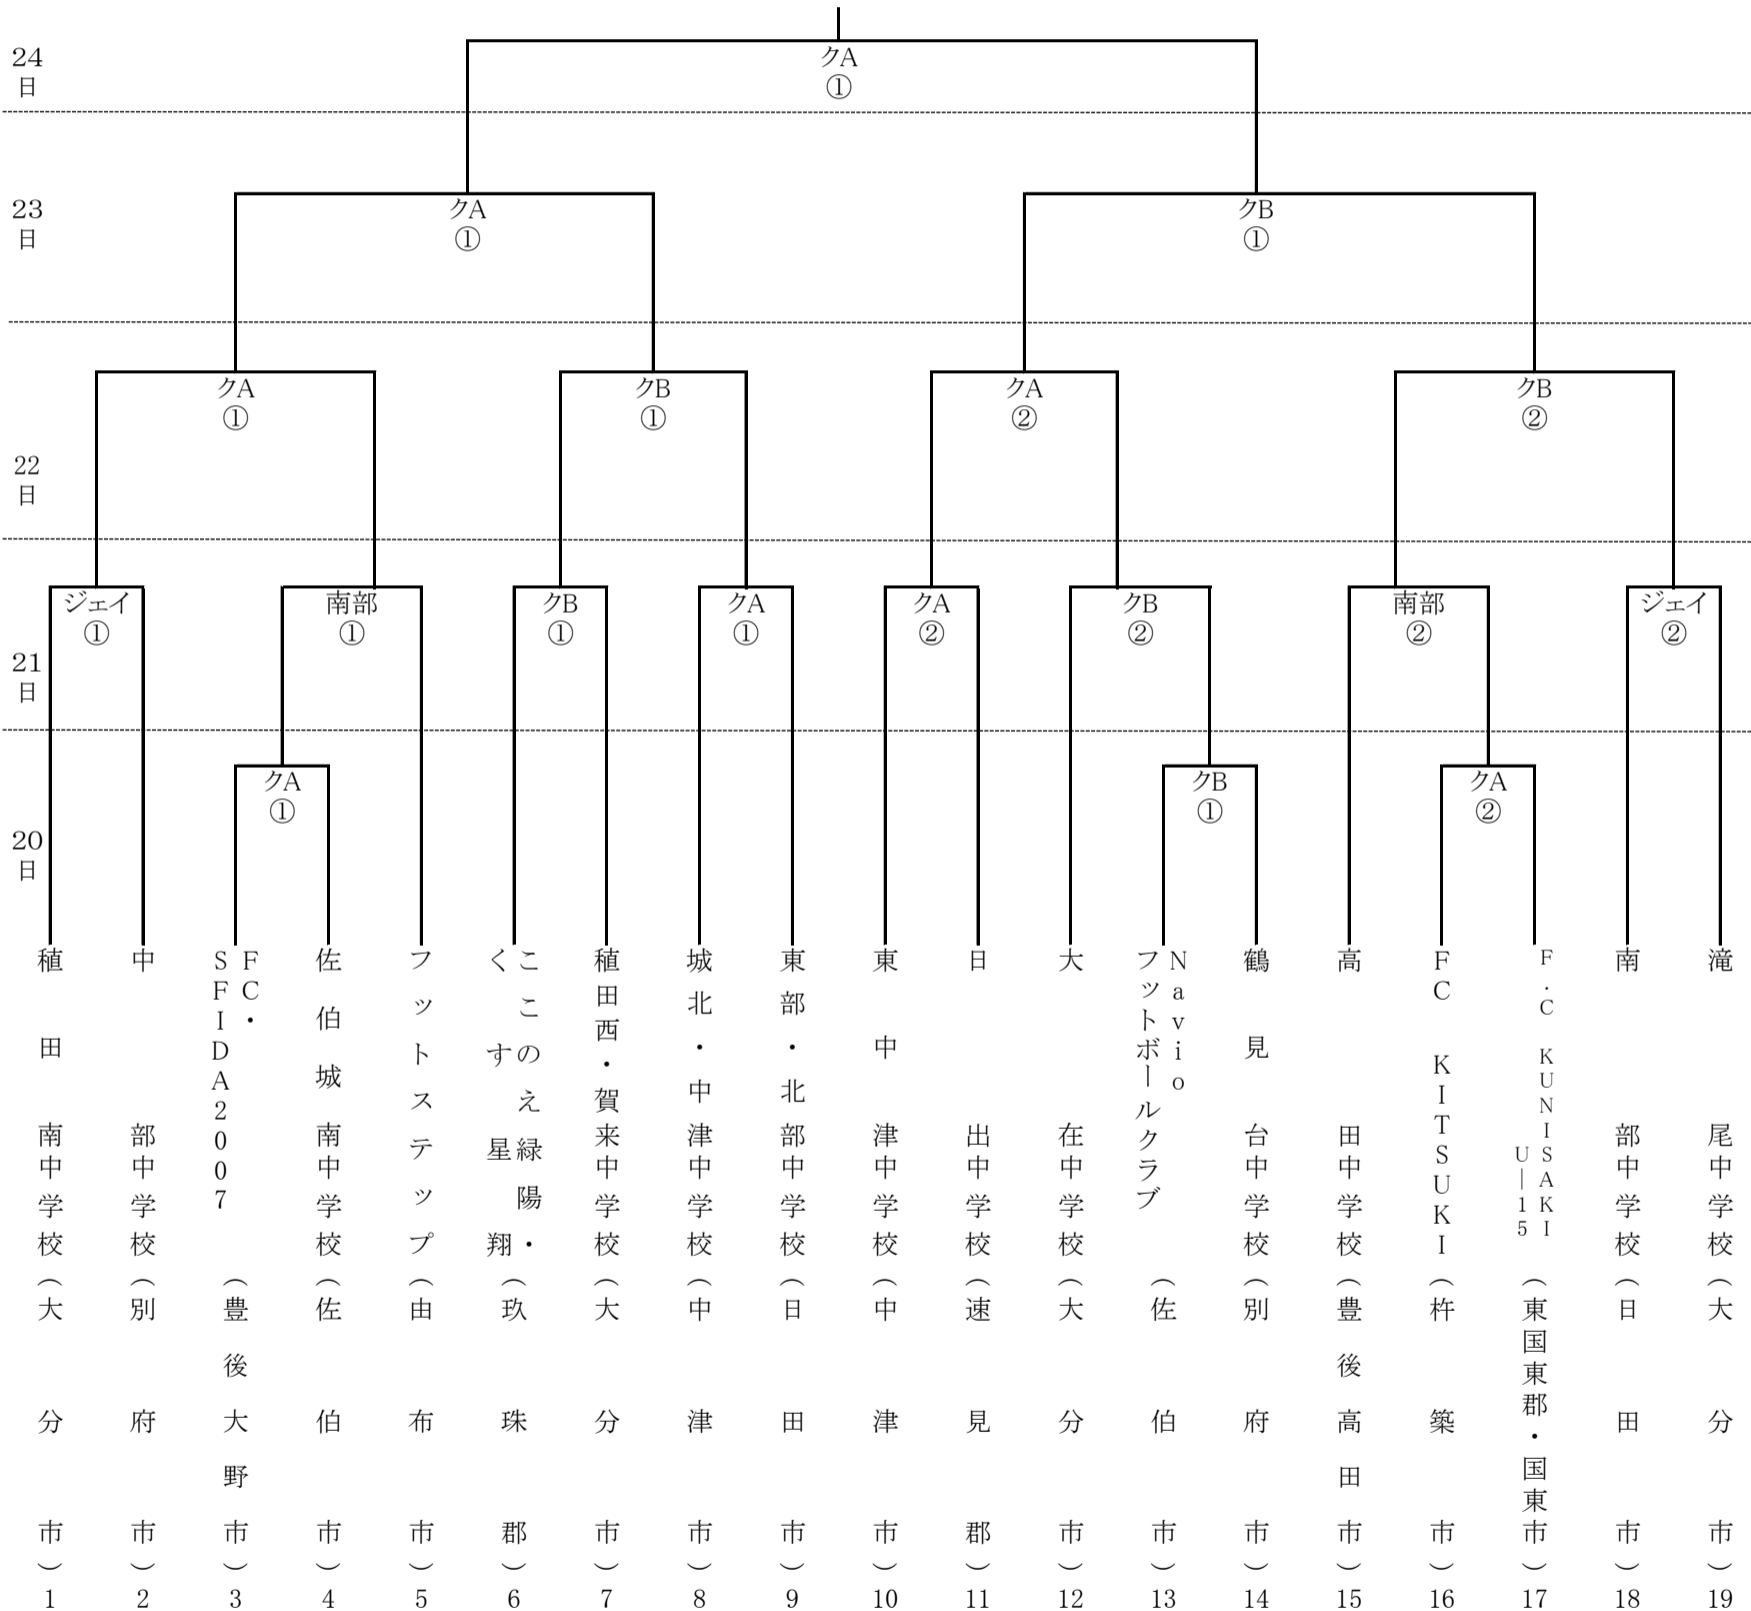 24
日
クA
①
23
日
クA
①
クB
①
22
日
クA
①
クB
①
クA
②
クB
②
21
日
ジェイ
①
南部
①
クB
①
クA
①
クA
②
クB
②
南部
②
ジェイ
②
20
日
クA
①
クB
①
クA
②
稙田南中学校(大分市)1
中部中学校(別府市)2
FC・
SFIDA2007
(豊後大野市)3
佐伯城南中学校(佐伯市)4
フットステップ(由布市)5
ここのえ緑陽・
くす星翔
(玖珠郡)6
稙田西・賀来中学校(大分市)7
城北・中津中学校(中津市)8
東部・北部中学校(日田市)9
東中津中学校(中津市)10
日出中学校(速見郡)11
大在中学校(大分市)12
Navio
フットボールクラブ
(佐伯市)13
鶴見台中学校(別府市)14
高田中学校(豊後高田市)15
FC KITSUKI(杵築市)16
F.C KUNISAKI
U―15
(東国東郡・国東市)17
南部中学校(日田市)18
滝尾中学校(大分市)19